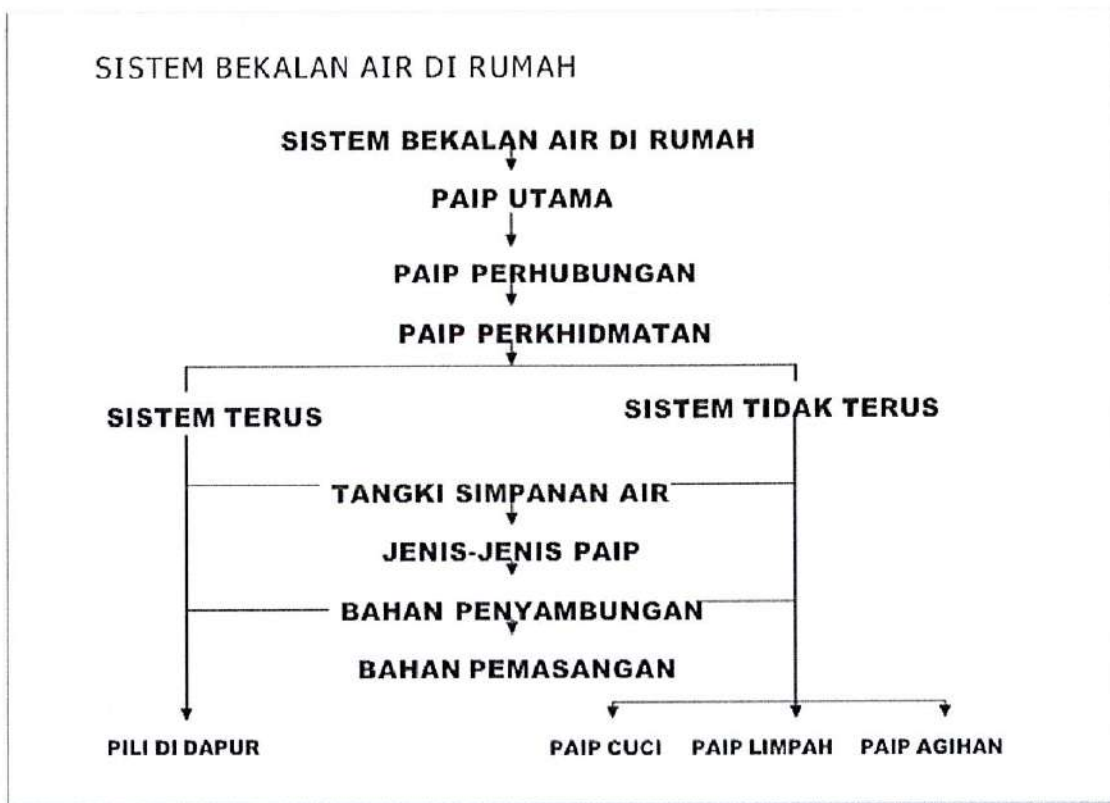 SISTEM BEKALAN AIR DI RUMAH
SISTEM BEKALAN AIR DI RUMAH
PAIP UTAMA
PAIP PERHUBUNGAN
PAIP PERKHIDMATAN
SISTEM TERUS
SISTEM TIDAK TERUS
TANGKI SIMPANAN AIR
JENIS-JENIS PAIP
BAHAN PENYAMBUNGAN
BAHAN PEMASANGAN
PILI DI DAPUR
PAIP CUCI
PAIP LIMPAH
PAIP AGIHAN